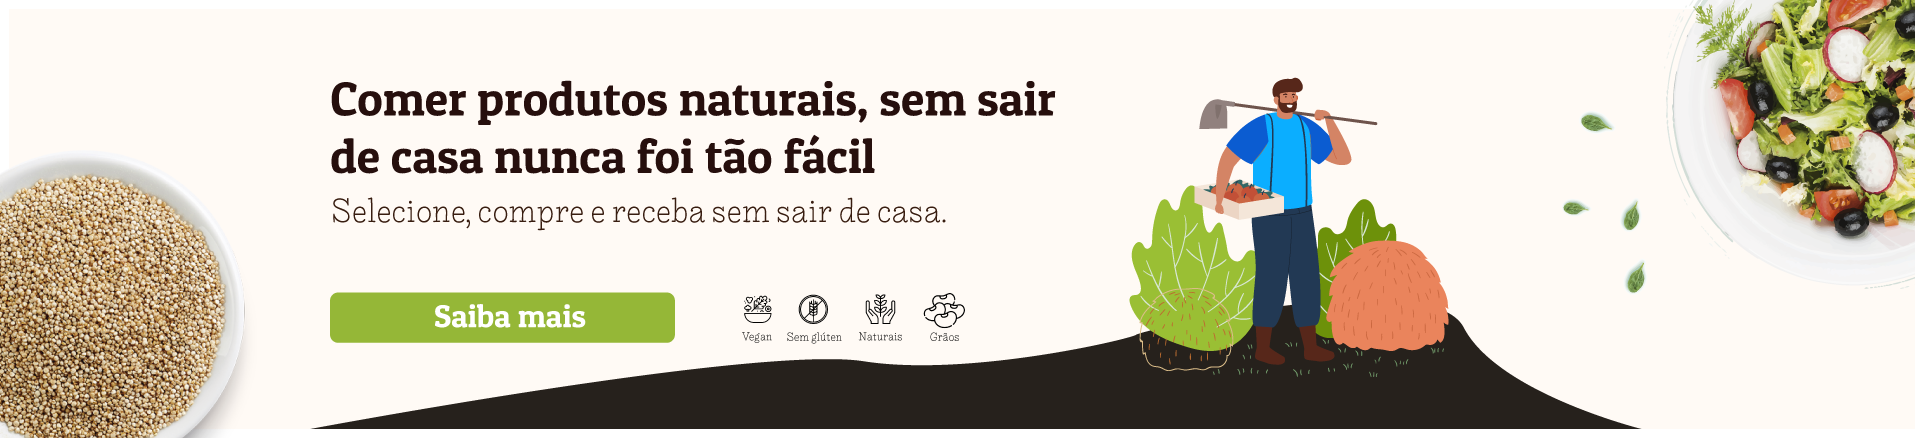 Comer produtos naturais, sem sair
de casa nunca foi tão fácil
Selecione, compre e receba sem sair de casa.
Saiba mais
Vegan
Sem glúten
Naturais
Grãos